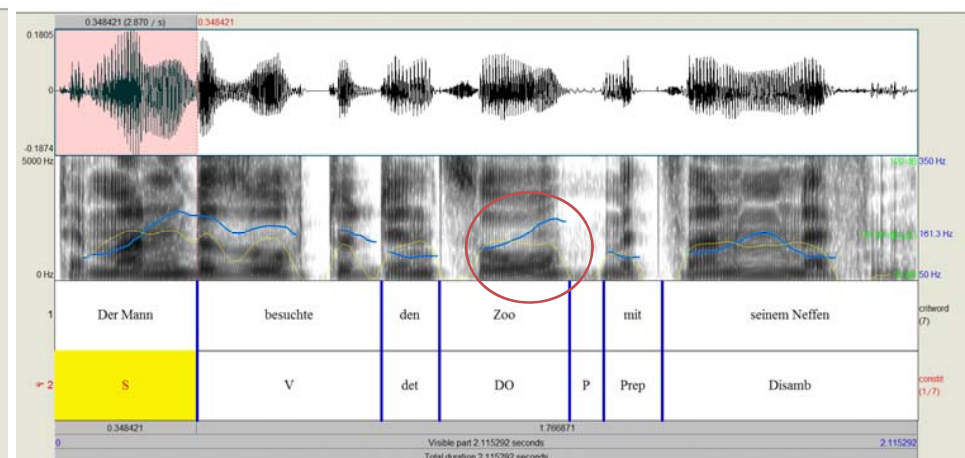 0.348421 (2.870 / s) 0.348421
0.1805
0
-0.1874
5000 Hz 350 Hz
161.3 Hz
0 Hz 50 Hz
1 Der Mann besuchte den Zoo mit seinem Neffen critword
(7)
2 S V det DO P Prep Disamb constit
(1/7)
0.348421 1.766871
0 Visible part 2.115292 seconds 2.115292
Total duration 2.115292 seconds